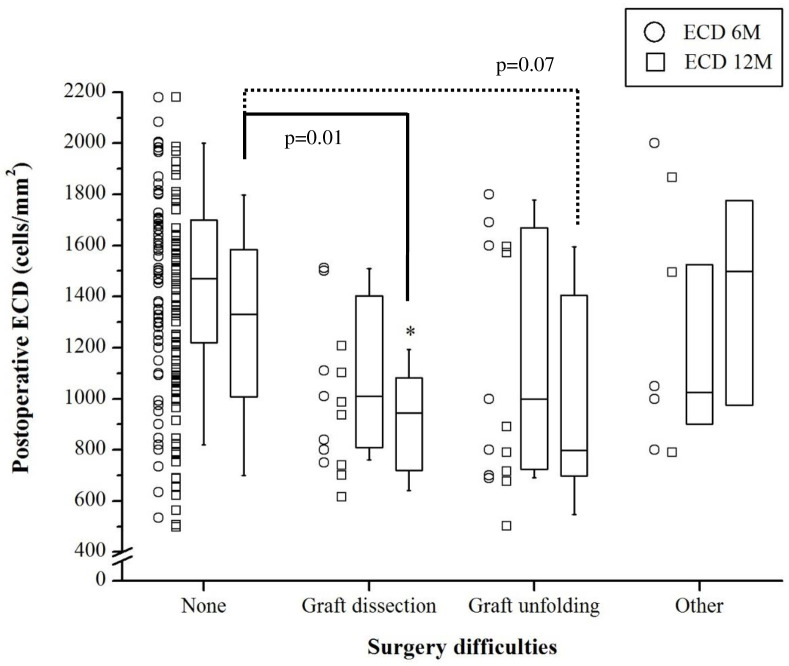 ECD 6M
ECD 12M
p=0.07
p=0.01
*
2200
2000
1800
1600
1400
1200
1000
800
600
400
0
Postoperative ECD (cells/mm²)
None Graft dissection Graft unfolding Other
Surgery difficulties